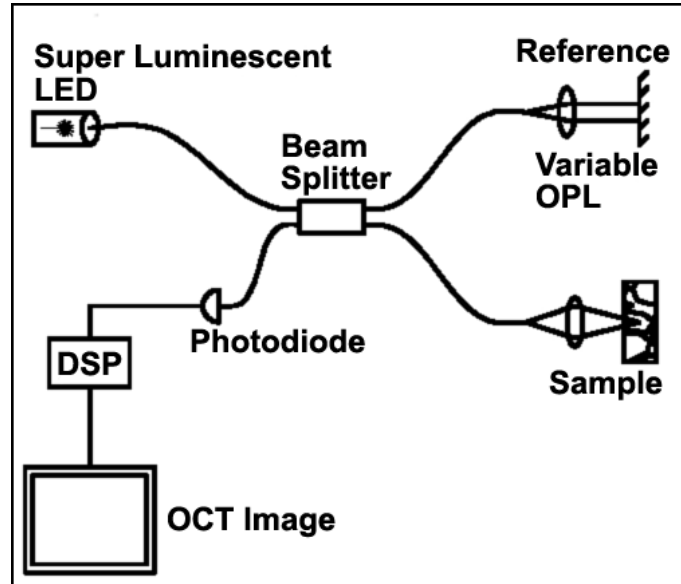 Super Luminescent
LED
Reference
Beam
Splitter
Variable
OPL
Photodiode
DSP
Sample
OCT Image